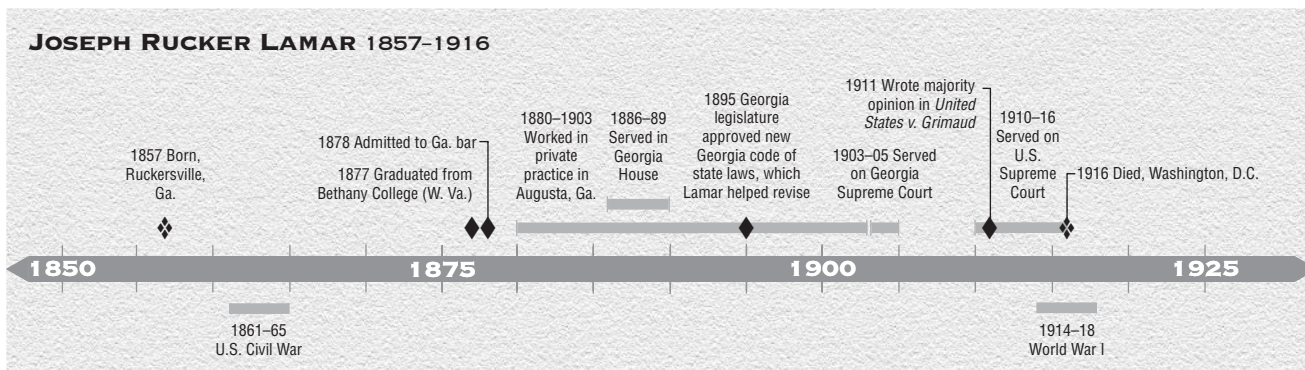 JOSEPH RUCKER LAMAR 1857–1916
1857 Born,
Ruckersville,
Ga.
1878 Admitted to Ga. bar
1877 Graduated from
Bethany College (W. Va.)
1880–1903
Worked in
private
practice in
Augusta, Ga.
1886–89
Served in
Georgia
House
1895 Georgia
legislature
approved new
Georgia code of
state laws, which
Lamar helped revise
1911 Wrote majority
opinion in United
States v. Grimaud
1903–05 Served
on Georgia
Supreme Court
1910–16
Served on
U.S.
Supreme
Court
1916 Died, Washington, D.C.
1850
1875
1900
1925
1861–65
U.S. Civil War
1914–18
World War I